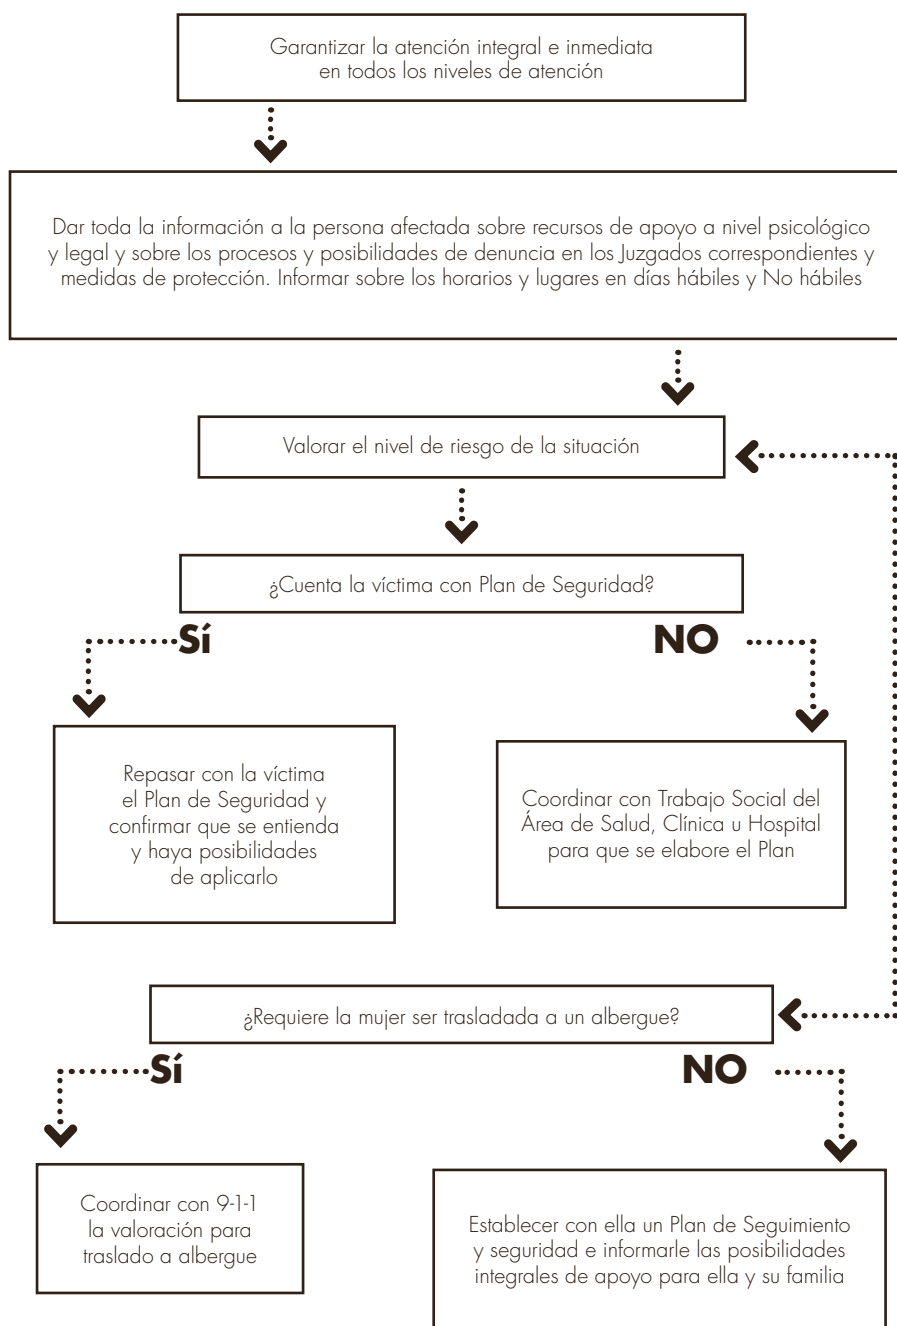 Garantizar la atención integral e inmediata
en todos los niveles de atención
Dar toda la información a la persona afectada sobre recursos de apoyo a nivel psicológico
y legal y sobre los procesos y posibilidades de denuncia en los Juzgados correspondientes y
medidas de protección. Informar sobre los horarios y lugares en días hábiles y No hábiles
Valorar el nivel de riesgo de la situación
¿Cuenta la víctima con Plan de Seguridad?
Sí
NO
Repasar con la víctima
el Plan de Seguridad y
confirmar que se entienda
y haya posibilidades
de aplicarlo
Coordinar con Trabajo Social del
Área de Salud, Clínica u Hospital
para que se elabore el Plan
¿Requiere la mujer ser trasladada a un albergue?
Sí
NO
Coordinar con 9-1-1
la valoración para
traslado a albergue
Establecer con ella un Plan de Seguimiento
y seguridad e informarle las posibilidades
integrales de apoyo para ella y su familia